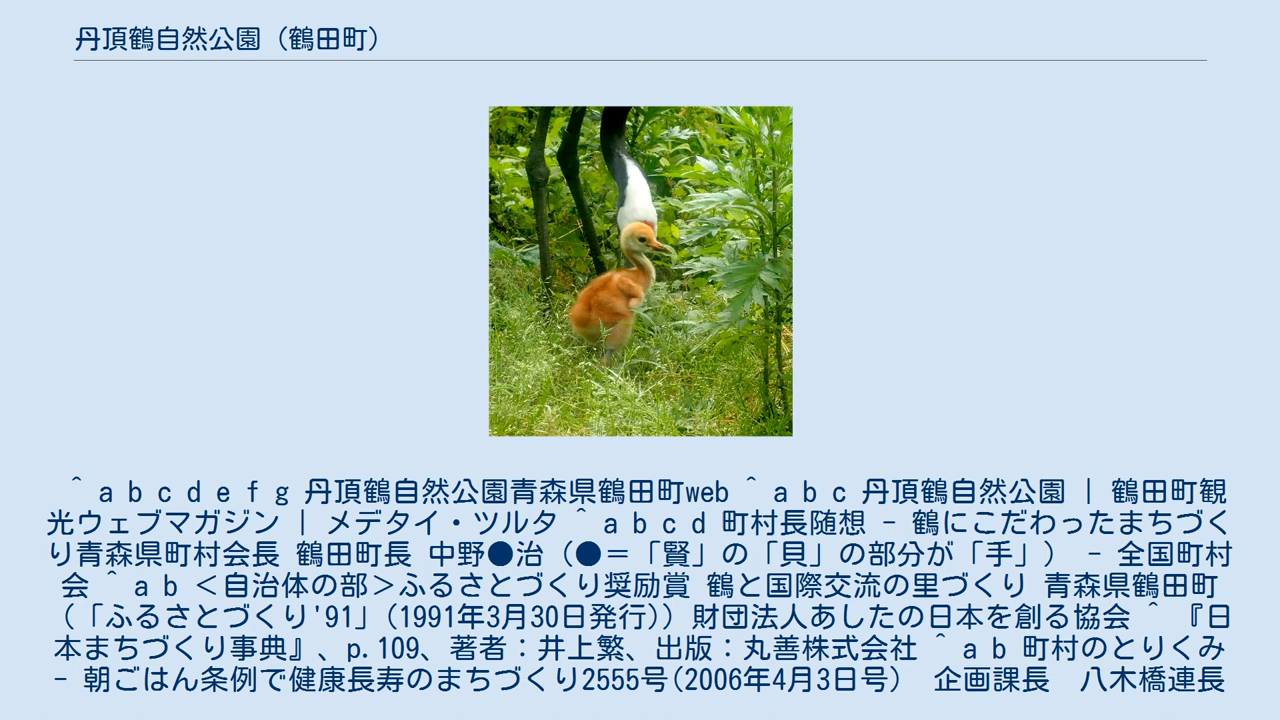 丹頂鶴自然公園（鶴田町）
^ a b c d e f g 丹頂鶴自然公園青森県鶴田町web ^ a b c 丹頂鶴自然公園 | 鶴田町観
光ウェブマガジン | メデタイ・ツルタ ^ a b c d 町村長随想 - 鶴にこだわったまちづく
り青森県町村会長 鶴田町長 中野●治（●＝「賢」の「貝」の部分が「手」） - 全国町村
会 ^ a b ＜自治体の部＞ふるさとづくり奨励賞 鶴と国際交流の里づくり 青森県鶴田町
（「ふるさとづくり'91」(1991年3月30日発行)）財団法人あしたの日本を創る協会 ^ 『日
本まちづくり事典』、p.109、著者：井上繁、出版：丸善株式会社 ^ a b 町村のとりくみ
- 朝ごはん条例で健康長寿のまちづくり2555号(2006年4月3日号)　企画課長　八木橋連長